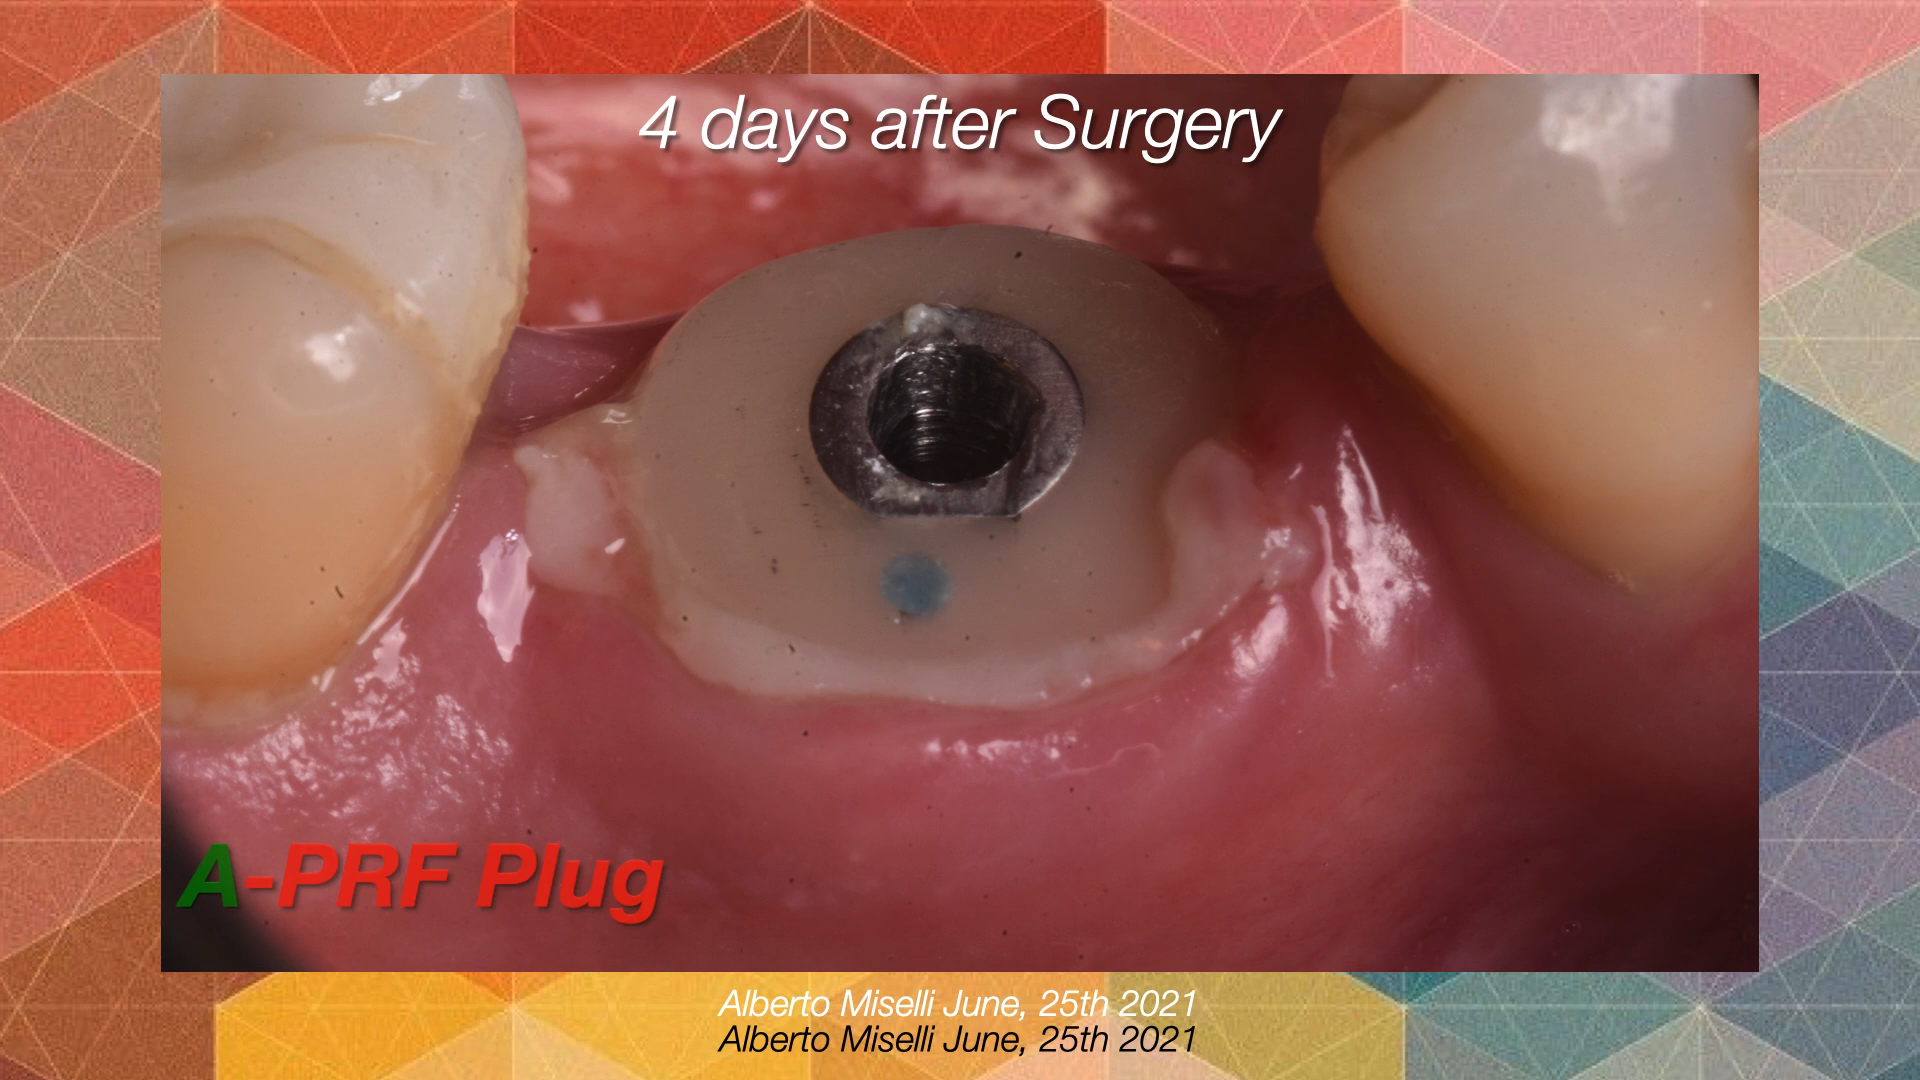 4 days after Surgery
A-PRF Plug
Alberto Miselli June, 25th 2021
Alberto Miselli June, 25th 2021